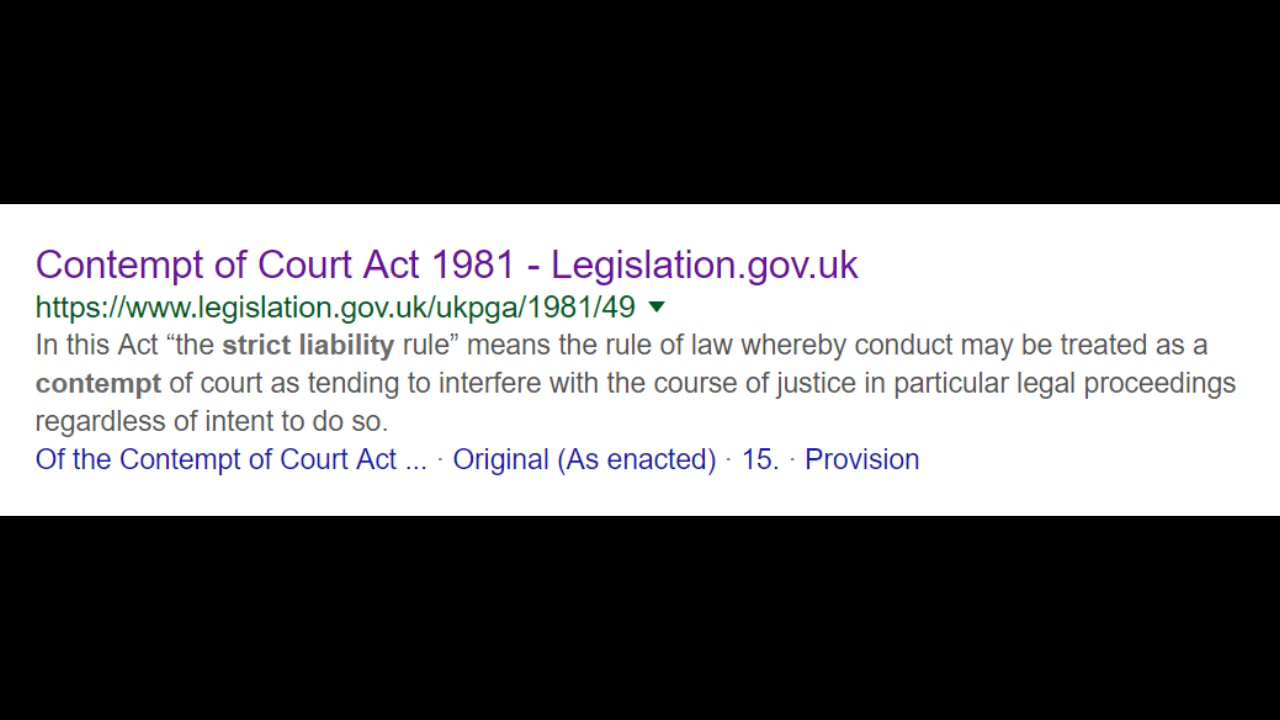 Contempt of Court Act 1981 - Legislation.gov.uk
https://www.legislation.gov.uk/ukpga/1981/49
In this Act “the strict liability rule” means the rule of law whereby conduct may be treated as a
contempt of court as tending to interfere with the course of justice in particular legal proceedings
regardless of intent to do so.
Of the Contempt of Court Act ... · Original (As enacted) · 15. · Provision